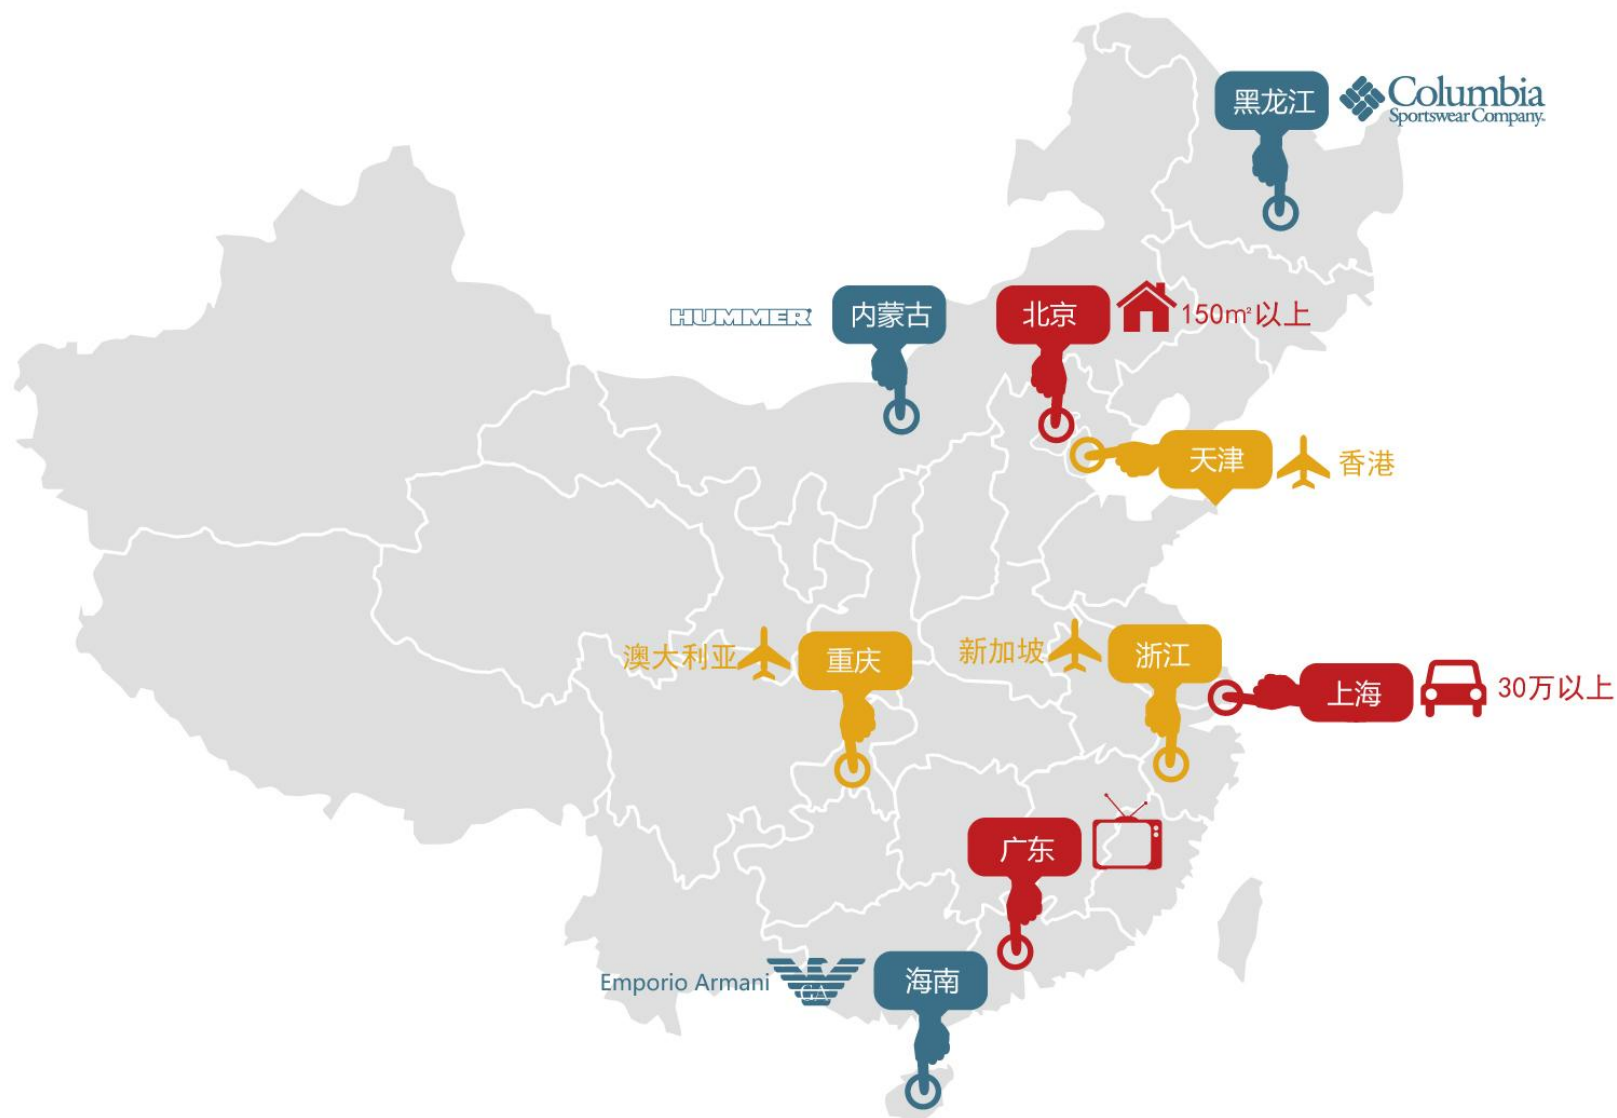 黑龙江
Columbia
Sportswear Company
HUMMER
内蒙古
北京
150㎡以上
天津
香港
澳大利亚
重庆
新加坡
浙江
上海
30万以上
广东
Emporio Armani
GA
海南